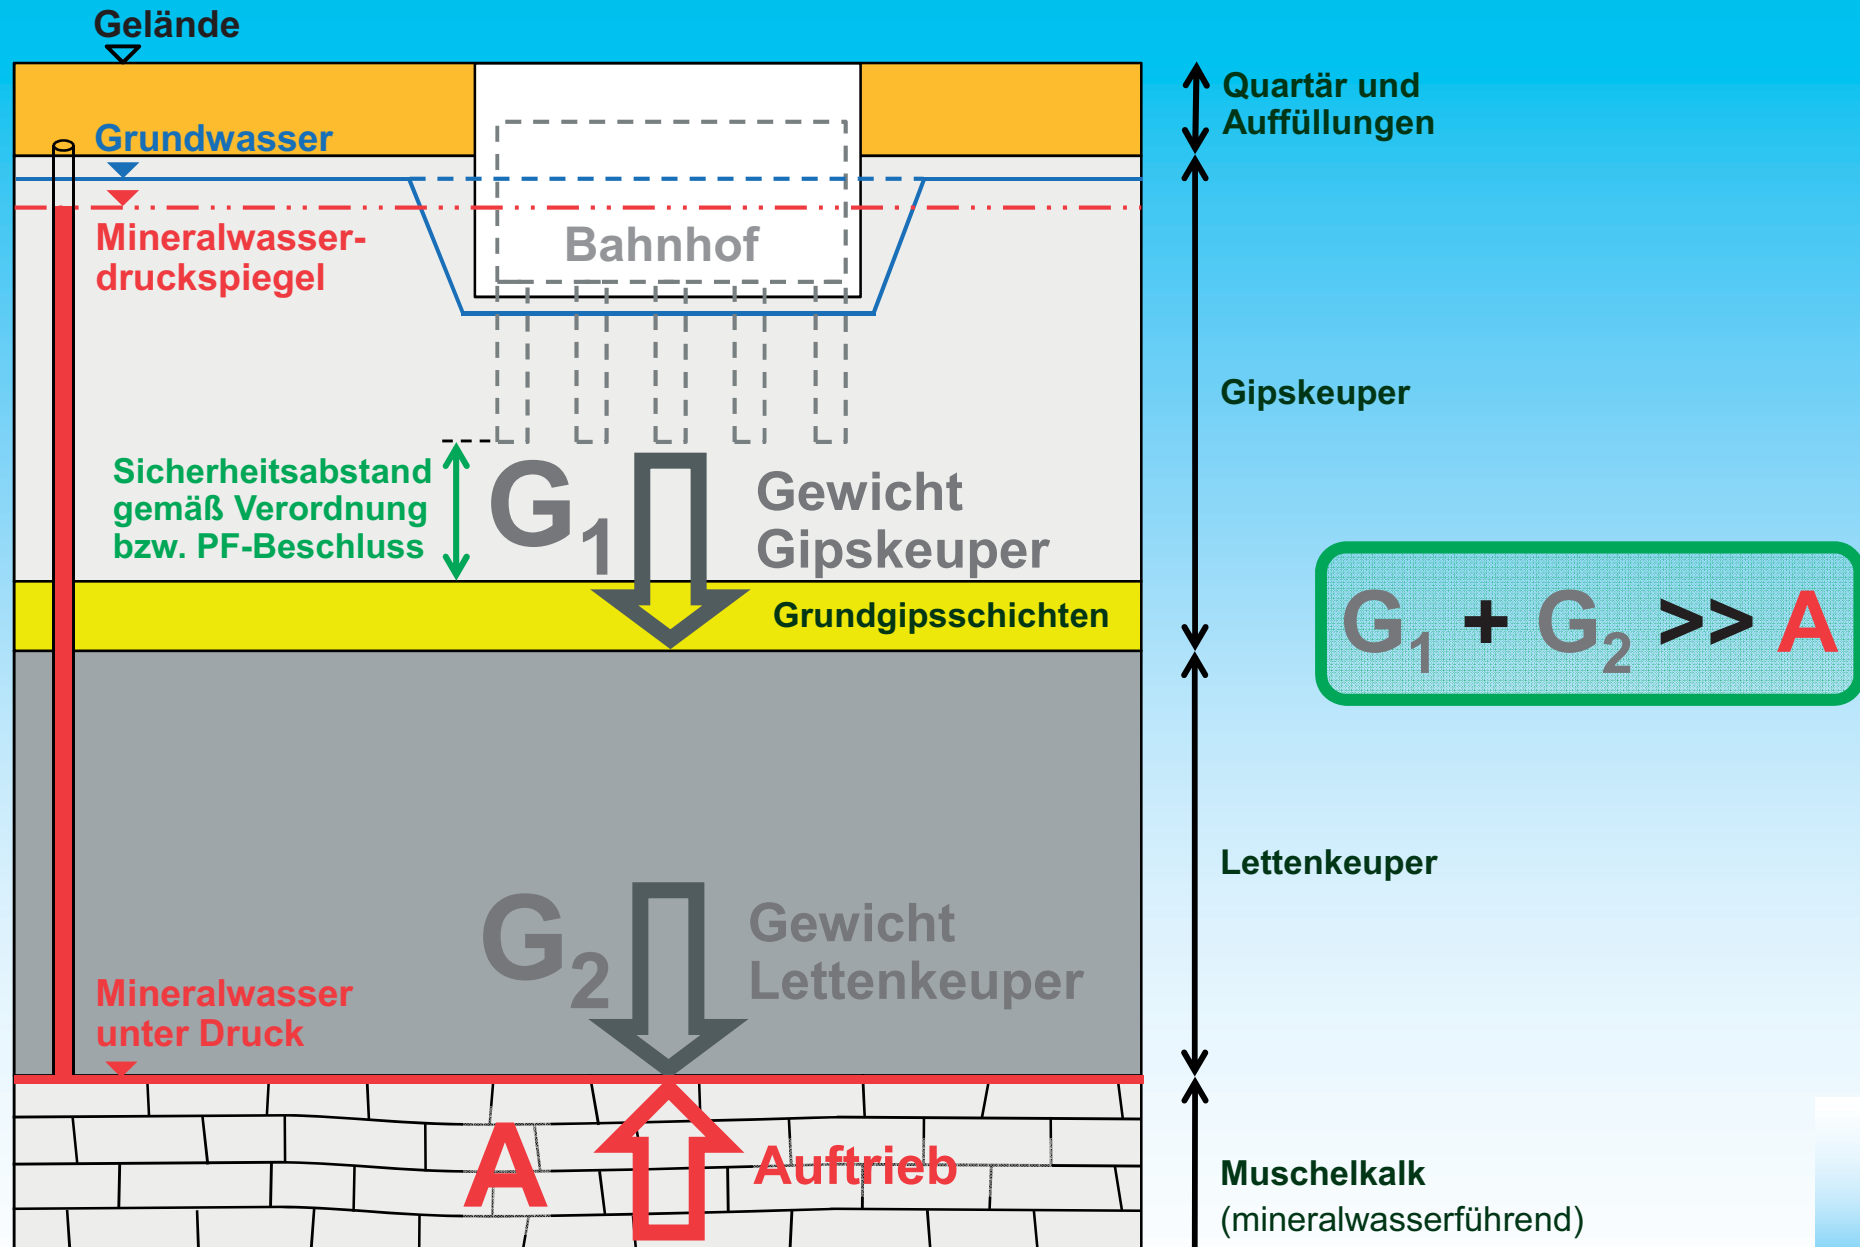 Gelände
Grundwasser
Mineralwasser-
druckspiegel
Bahnhof
Sicherheitsabstand
gemäß Verordnung
bzw. PF-Beschluss
G1
Gewicht
Gipskeuper
Grundgipsschichten
G2
Gewicht
Lettenkeuper
Mineralwasser
unter Druck
A
Auftrieb
Quartär und
Auffüllungen
Gipskeuper
G1 + G2 >> A
Lettenkeuper
Muschelkalk
(mineralwasserführend)